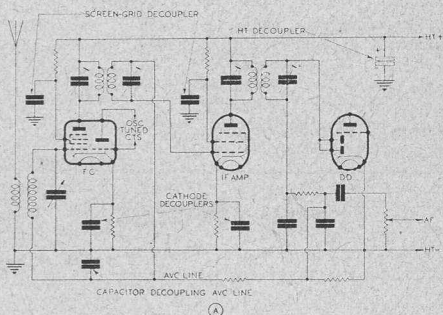 SCREEN-GRID DECOUPLER
HT DECOUPLER
HT+
+
OSC
TUNED
CTS
F.C.
IF AMP
DD
CATHODE
DECOUPLERS
AF
HT-
AVC LINE
CAPACITOR DECOUPLING AVC LINE
A